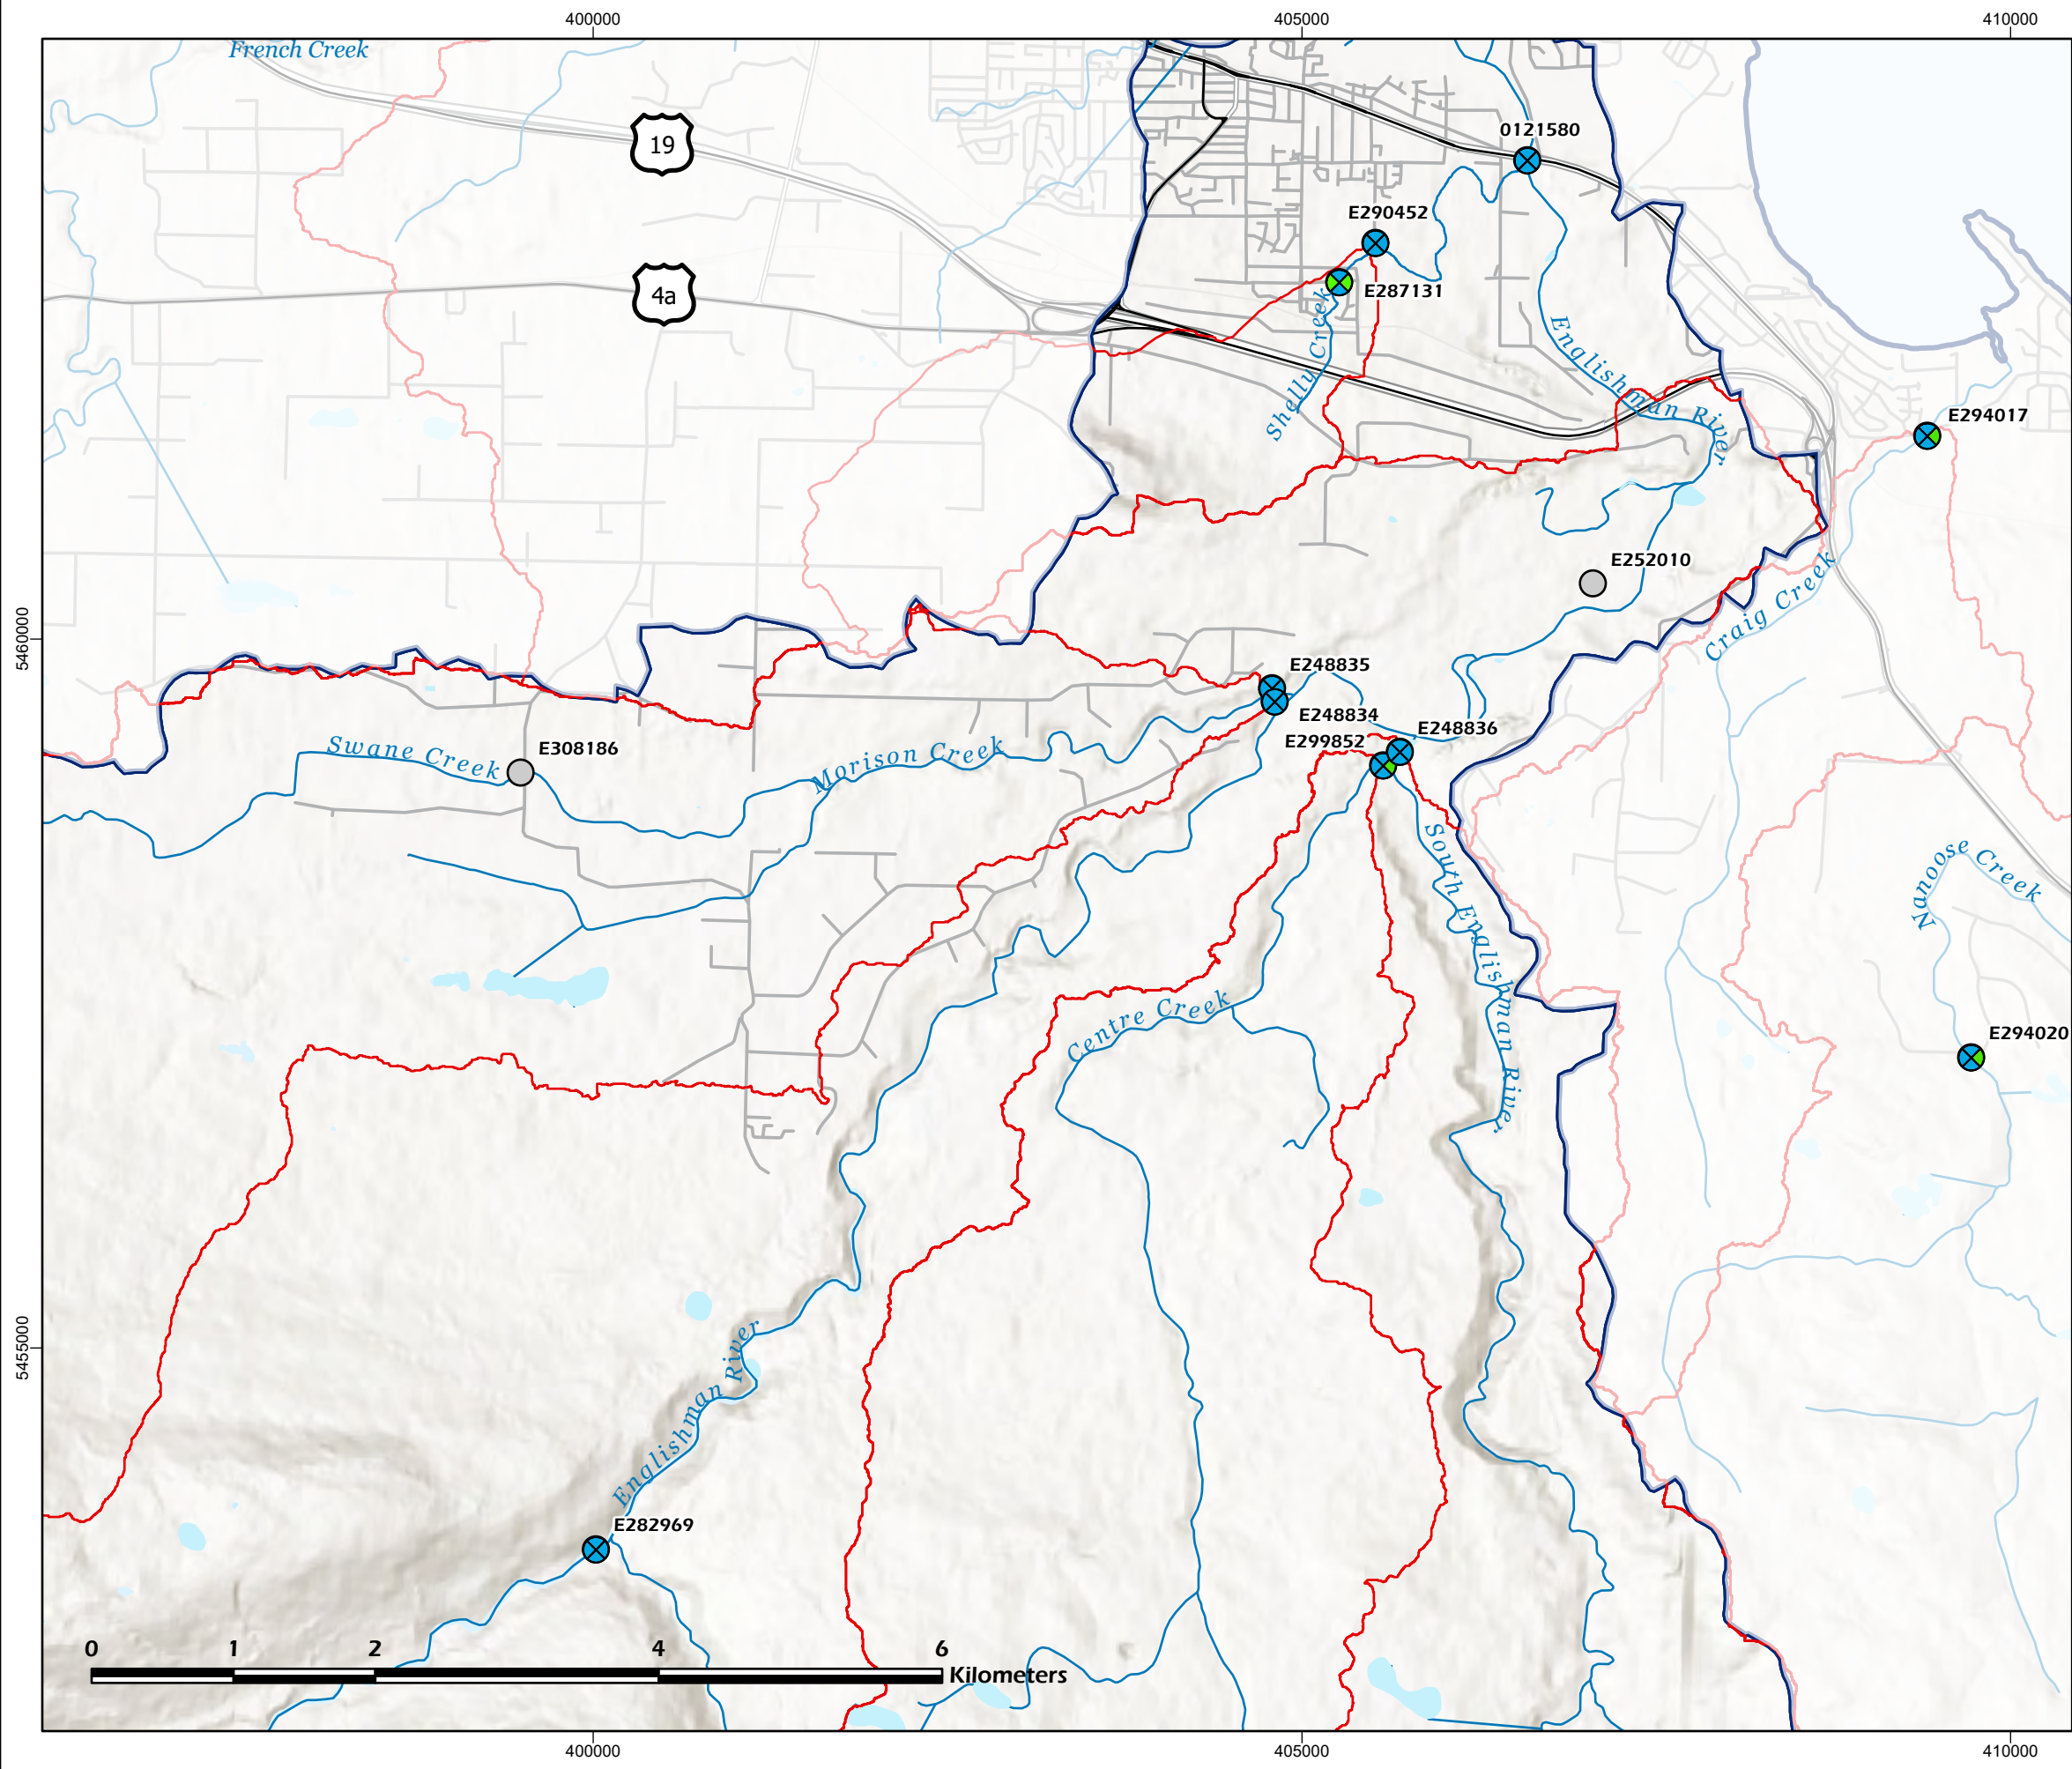 400000
405000
410000
French Creek
19
0121580
E290452
4a
E287131
Shelly Creek
Englishman River
E294017
E252010
5460000
Craig Creek
E248835
E248834
E248836
E299852
Swane Creek
E308186
Morison Creek
South Englishman River
Nanoose Creek
Centre Creek
E294020
5455000
Englishman River
E282969
0 1 2 4 6
Kilometers
400000
405000
410000